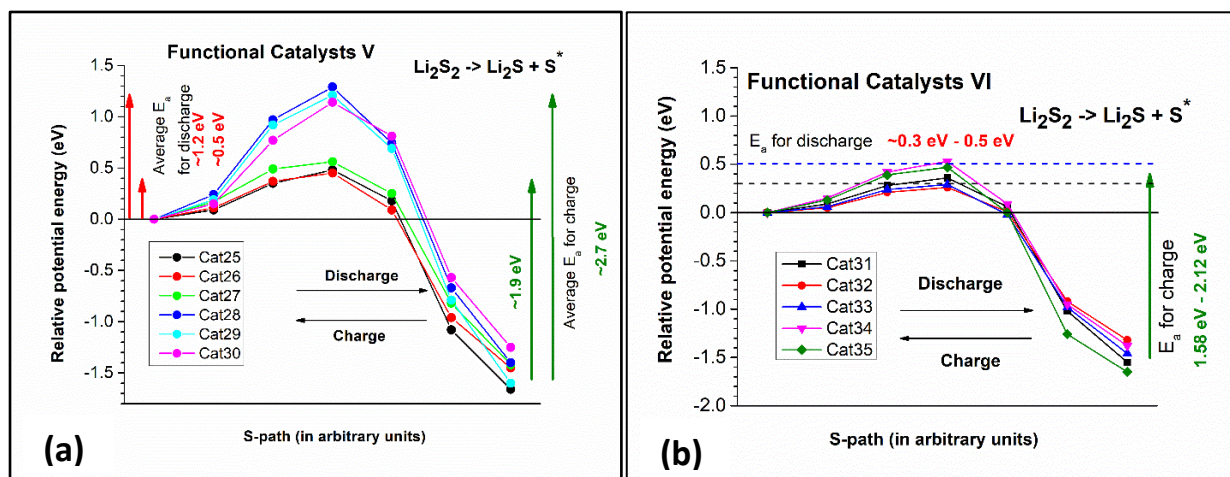 Functional Catalysts V
Li2S2 -> Li2S + S*
Relative potential energy (eV)
1.5
1.0
0.5
0.0
-0.5
-1.0
-1.5
Average Ea
for discharge
~1.2 eV
~0.5 eV
Cat25
Cat26
Cat27
Cat28
Cat29
Cat30
Discharge
Charge
~1.9 eV
Average Ea for charge
~2.7 eV
S-path (in arbitrary units)
(a)
Functional Catalysts VI
Li2S2 -> Li2S + S*
Relative potential energy (eV)
1.5
1.0
0.5
0.0
-0.5
-1.0
-1.5
-2.0
Ea for discharge ~0.3 eV - 0.5 eV
Cat31
Cat32
Cat33
Cat34
Cat35
Discharge
Charge
Ea for charge
1.58 eV - 2.12 eV
S-path (in arbitrary units)
(b)